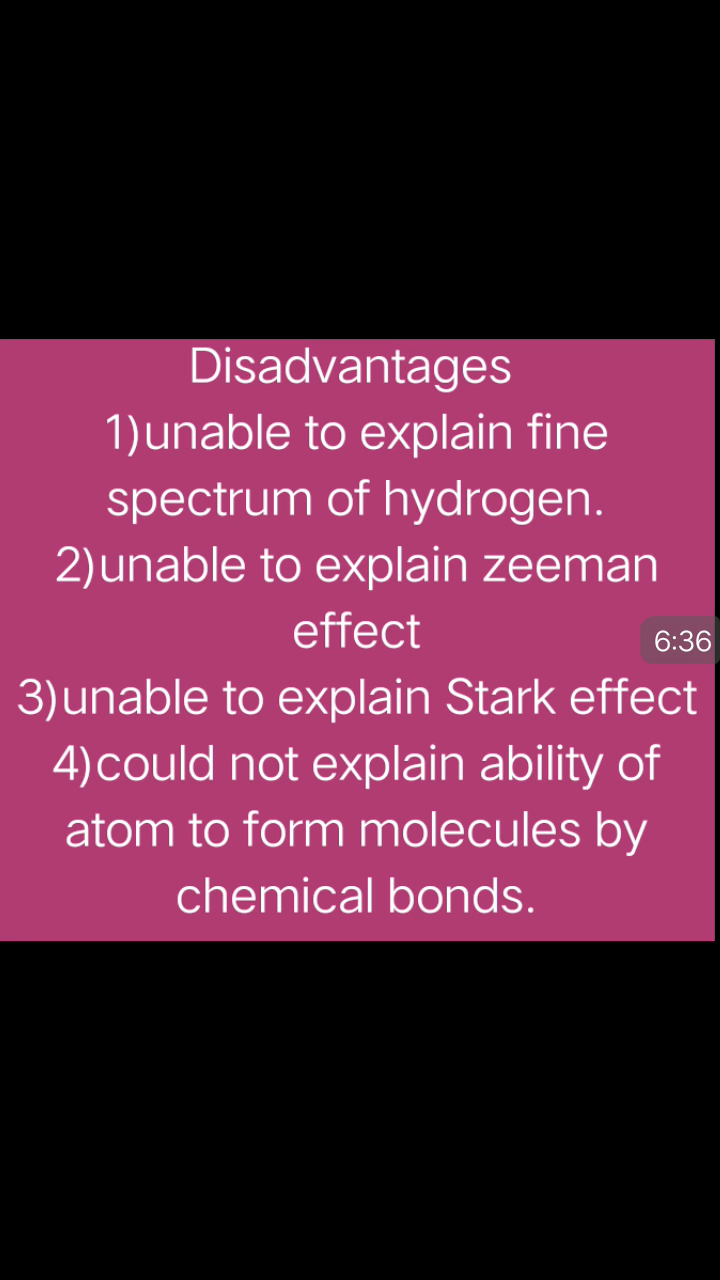 Disadvantages
1)unable to explain fine
spectrum of hydrogen.
2)unable to explain zeeman
effect
6:36
3)unable to explain Stark effect
4)could not explain ability of
atom to form molecules by
chemical bonds.